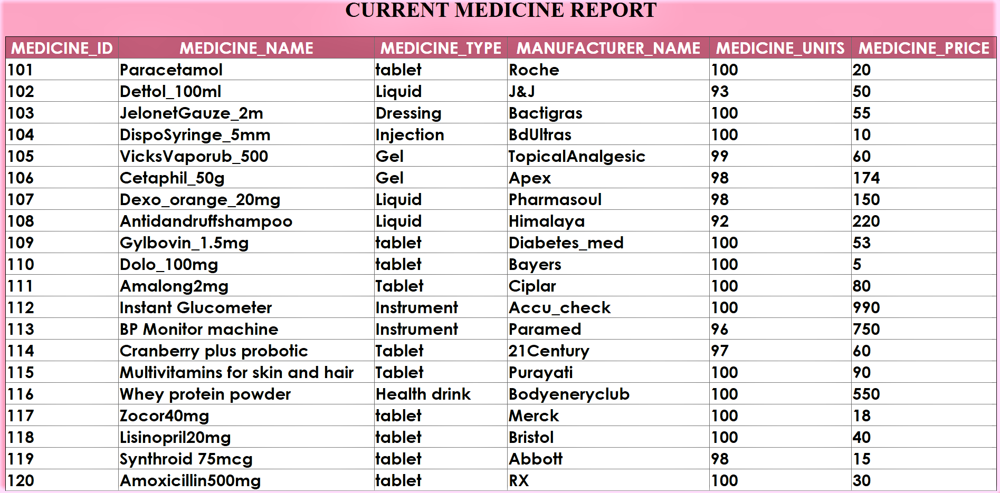 CURRENT MEDICINE REPORT
MEDICINE_ID MEDICINE_NAME MEDICINE_TYPE MANUFACTURER_NAME MEDICINE_UNITS MEDICINE_PRICE
101 Paracetamol tablet Roche 100 20
102 Dettol_100ml Liquid J&J 93 50
103 JelonetGauze_2m Dressing Bactigras 100 55
104 DispoSyringe_5mm Injection BdUltras 100 10
105 VicksVaporub_500 Gel TopicalAnalgesic 99 60
106 Cetaphil_50g Gel Apex 98 174
107 Dexo_orange_20mg Liquid Pharmasoul 98 150
108 Antidandruffshampoo Liquid Himalaya 92 220
109 Gylbovin_1.5mg tablet Diabetes_med 100 53
110 Dolo_100mg tablet Bayers 100 5
111 Amalong2mg Tablet Ciplar 100 80
112 Instant Glucometer Instrument Accu_check 100 990
113 BP Monitor machine Instrument Paramed 96 750
114 Cranberry plus probotic Tablet 21Century 97 60
115 Multivitamins for skin and hair Tablet Purayati 100 90
116 Whey protein powder Health drink Bodyeneryclub 100 550
117 Zocor40mg tablet Merck 100 18
118 Lisinopril20mg tablet Bristol 100 40
119 Synthroid 75mcg tablet Abbott 98 15
120 Amoxicillin500mg tablet RX 100 30